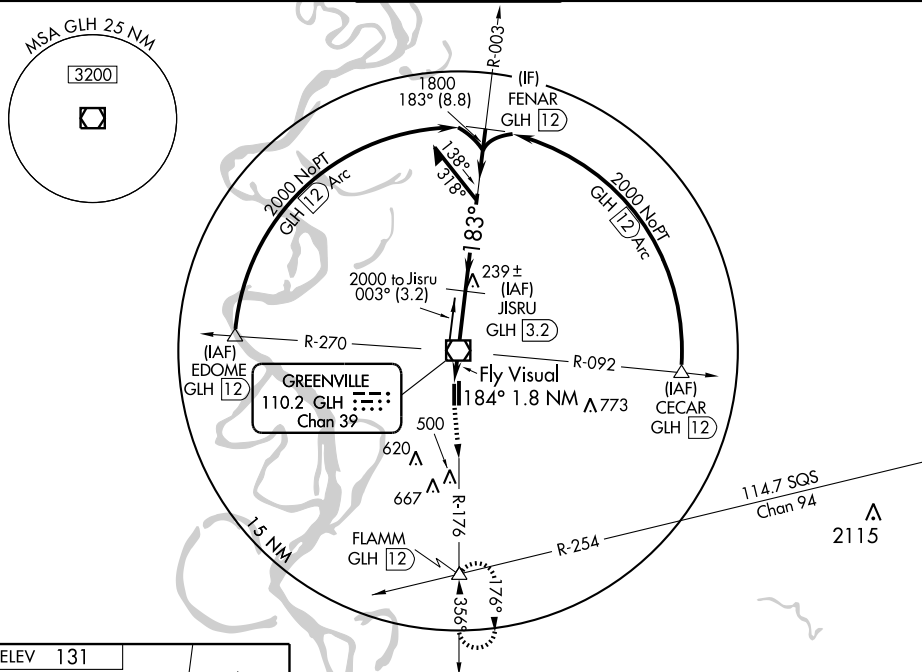 MSA GLH 25 NM
3200
R-003
1800
183° (8.8)
(IF)
FENAR
GLH 12
138°
318°
2000 NoPT
GLH 12 Arc
2000 NoPT
GLH 12 Arc
183°
239 ±
(IAF)
JISRU
GLH 3.2
2000 to Jisru
003° (3.2)
R-270
(IAF)
EDOME
GLH 12
R-092
(IAF)
CECAR
GLH 12
GREENVILLE
110.2 GLH
Chan 39
Fly Visual
184° 1.8 NM
773
500
620
667
R-176
114.7 SQS
Chan 94
2115
R-254
FLAMM
GLH 12
15 NM
356°
176°
ELEV 131